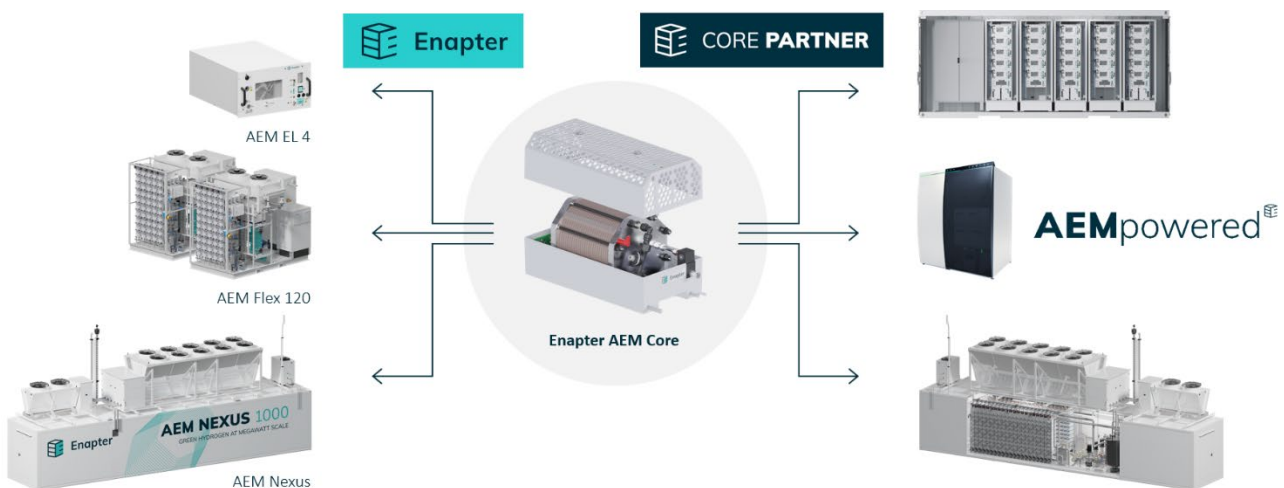 Enapter
CORE PARTNER
AEM EL 4
AEM Flex 120
Enapter
Enapter AEM Core
AEMpowered
AEM NEXUS 1000
GREEN HYDROGEN AT MEGAWATT SCALE
Enapter
AEM Nexus